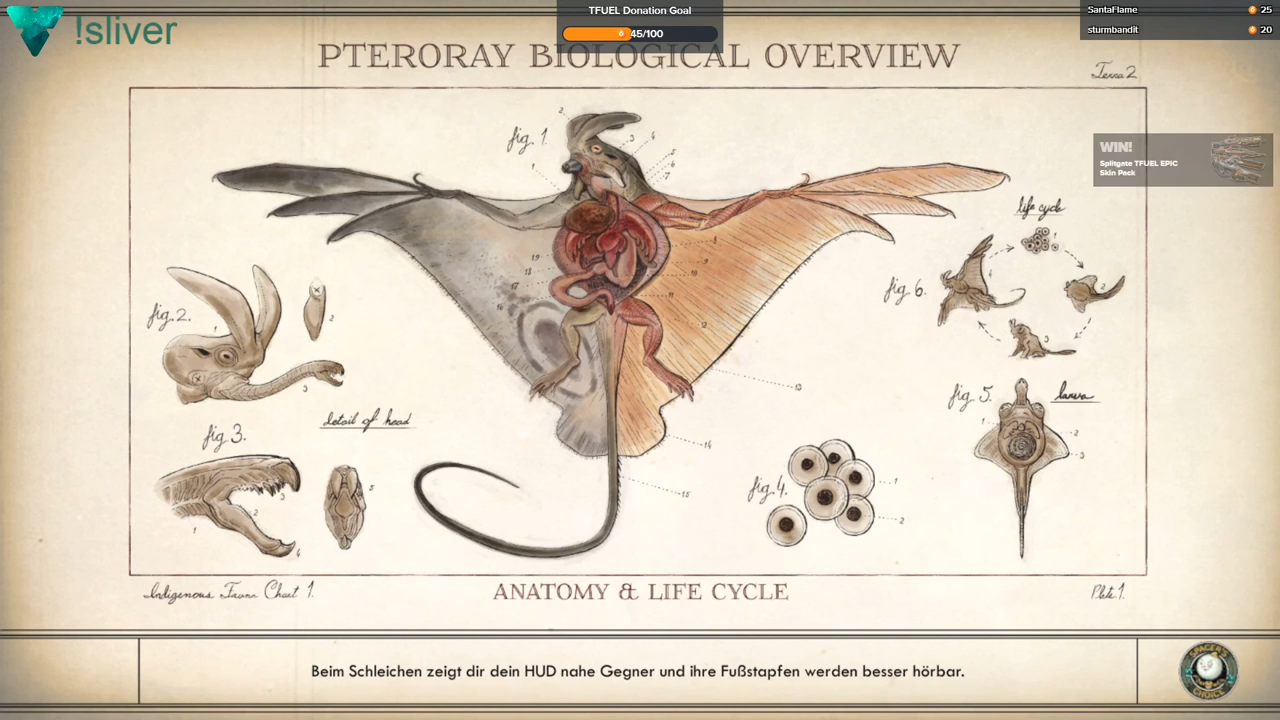 !sliver
TFUEL Donation Goal
45/100
SantaFlame 25
sturmbandit 20
PTERORAY BIOLOGICAL OVERVIEW
Terra 2
WIN!
Splitgate TFUEL EPIC
Skin Pack
fig. 1.
life cycle
fig. 6.
fig. 2.
detail of head
fig. 3.
fig. 5.
larva
fig. 4.
Indigenous Fauna Chart 1.
ANATOMY & LIFE CYCLE
Plate 1.
Beim Schleichen zeigt dir dein HUD nahe Gegner und ihre Fußstapfen werden besser hörbar.
SPACER'S
CHOICE